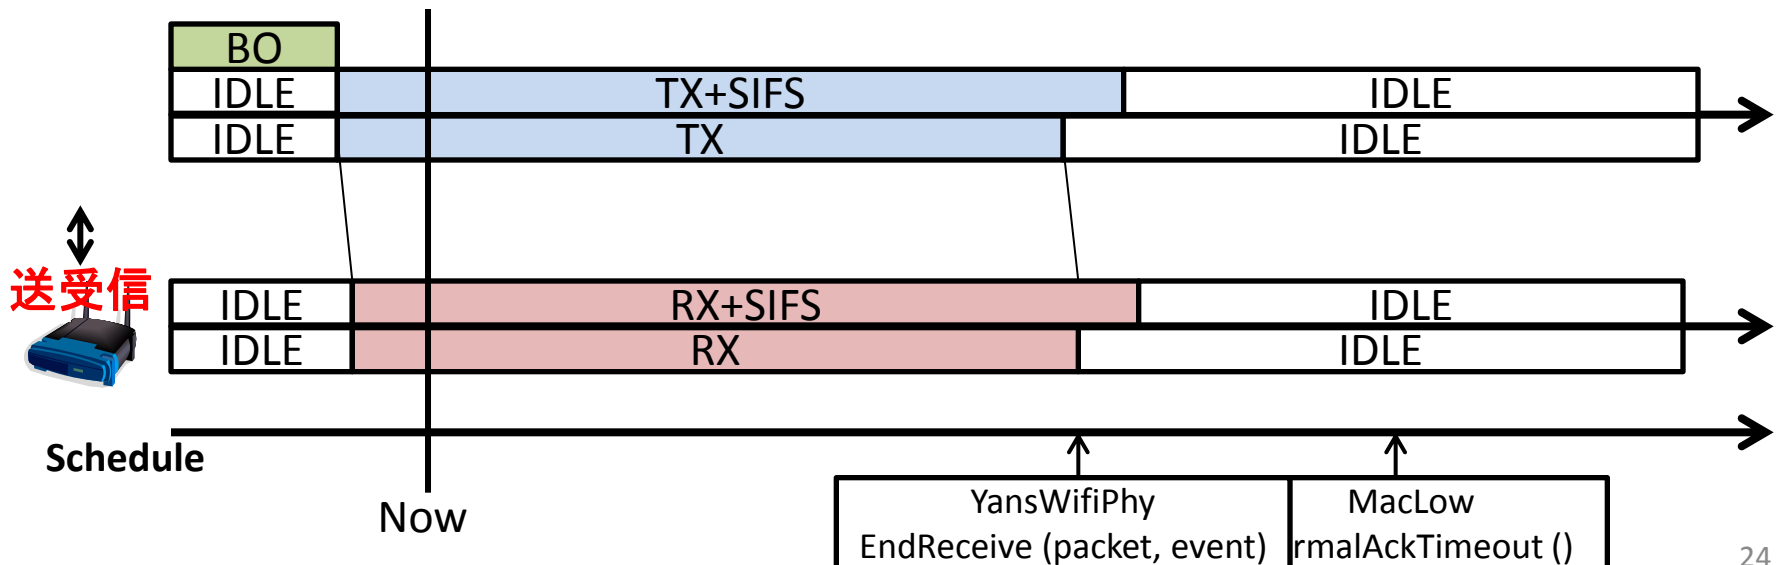 BO
IDLE TX+SIFS IDLE
IDLE TX IDLE
送受信
IDLE RX+SIFS IDLE
IDLE RX IDLE
Schedule
Now
YansWifiPhy
EndReceive (packet, event)
MacLow
rmalAckTimeout ()
24